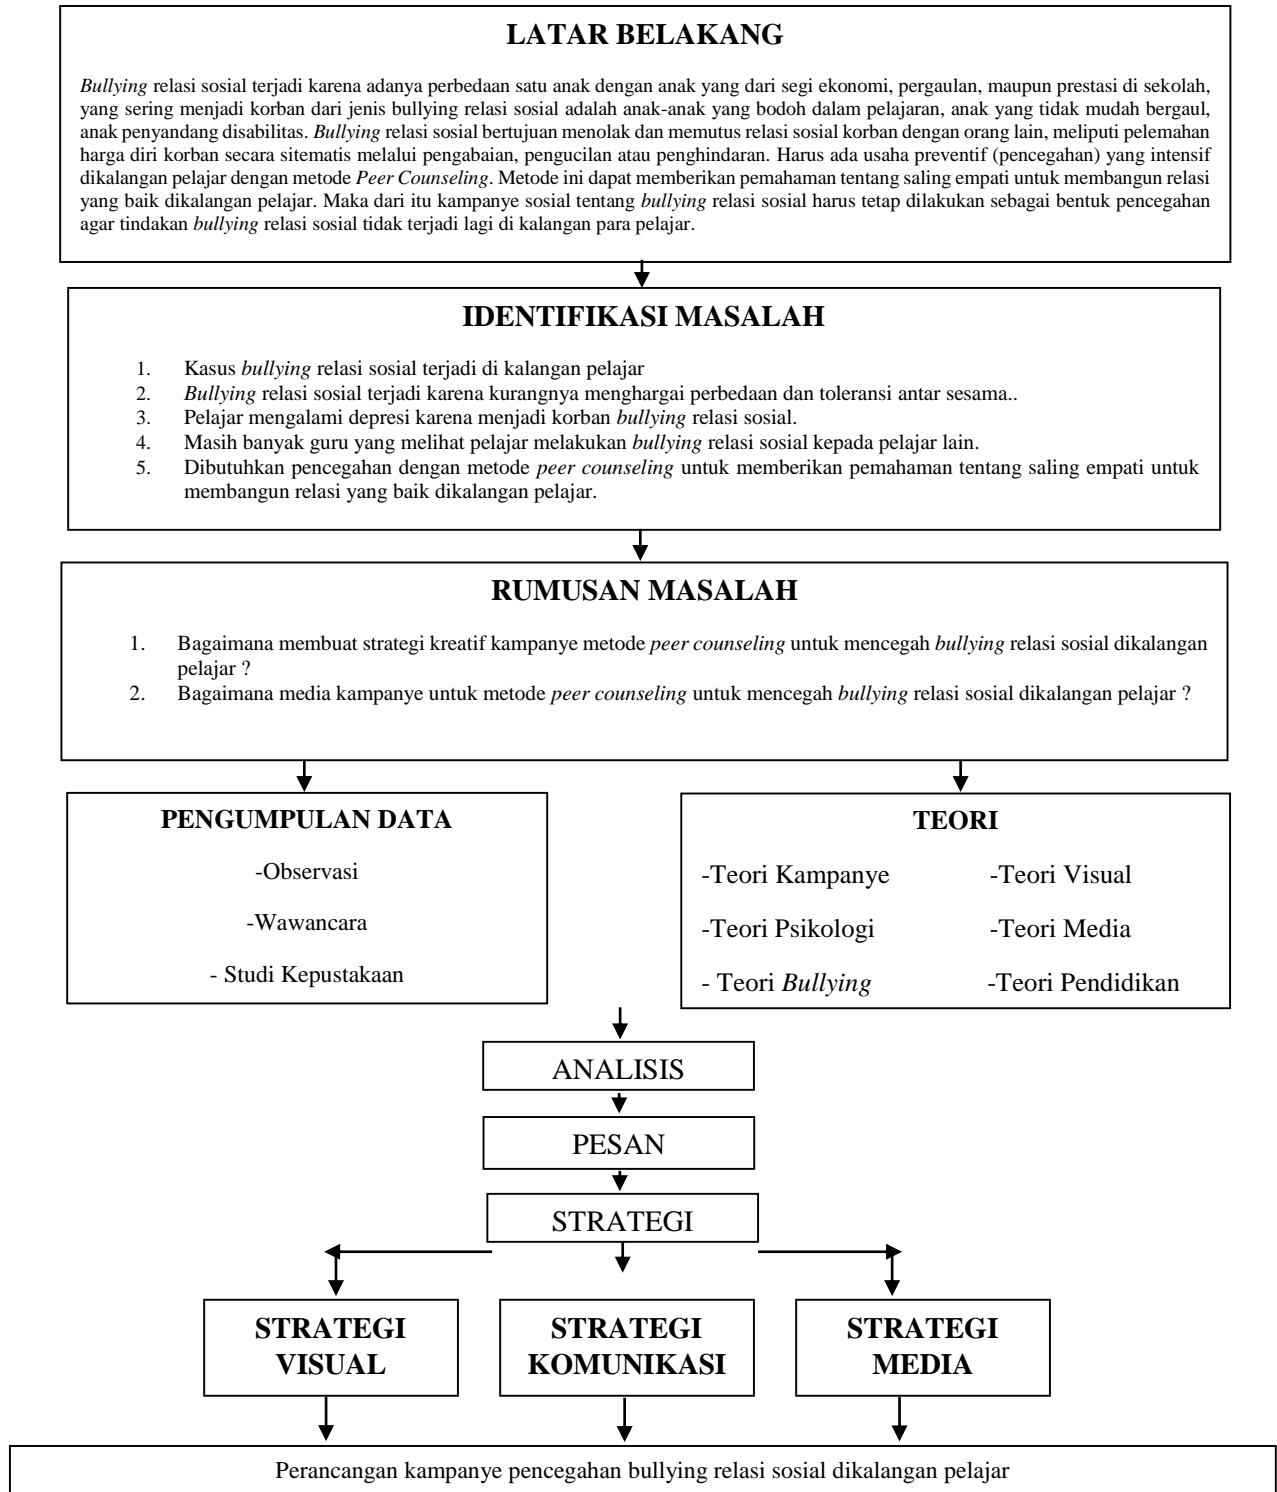 LATAR BELAKANG
Bullying relasi sosial terjadi karena adanya perbedaan satu anak dengan anak yang dari segi ekonomi, pergaulan, maupun prestasi di sekolah,
yang sering menjadi korban dari jenis bullying relasi sosial adalah anak-anak yang bodoh dalam pelajaran, anak yang tidak mudah bergaul,
anak penyandang disabilitas. Bullying relasi sosial bertujuan menolak dan memutus relasi sosial korban dengan orang lain, meliputi pelemahan
harga diri korban secara sitematis melalui pengabaian, pengucilan atau penghindaran. Harus ada usaha preventif (pencegahan) yang intensif
dikalangan pelajar dengan metode Peer Counseling. Metode ini dapat memberikan pemahaman tentang saling empati untuk membangun relasi
yang baik dikalangan pelajar. Maka dari itu kampanye sosial tentang bullying relasi sosial harus tetap dilakukan sebagai bentuk pencegahan
agar tindakan bullying relasi sosial tidak terjadi lagi di kalangan para pelajar.
IDENTIFIKASI MASALAH
1. Kasus bullying relasi sosial terjadi di kalangan pelajar
2. Bullying relasi sosial terjadi karena kurangnya menghargai perbedaan dan toleransi antar sesama..
3. Pelajar mengalami depresi karena menjadi korban bullying relasi sosial.
4. Masih banyak guru yang melihat pelajar melakukan bullying relasi sosial kepada pelajar lain.
5. Dibutuhkan pencegahan dengan metode peer counseling untuk memberikan pemahaman tentang saling empati untuk
membangun relasi yang baik dikalangan pelajar.
RUMUSAN MASALAH
1. Bagaimana membuat strategi kreatif kampanye metode peer counseling untuk mencegah bullying relasi sosial dikalangan
pelajar ?
2. Bagaimana media kampanye untuk metode peer counseling untuk mencegah bullying relasi sosial dikalangan pelajar ?
PENGUMPULAN DATA
-Observasi
-Wawancara
- Studi Kepustakaan
TEORI
-Teori Kampanye -Teori Visual
-Teori Psikologi -Teori Media
- Teori Bullying -Teori Pendidikan
ANALISIS
PESAN
STRATEGI
STRATEGI
VISUAL
STRATEGI
KOMUNIKASI
STRATEGI
MEDIA
Perancangan kampanye pencegahan bullying relasi sosial dikalangan pelajar